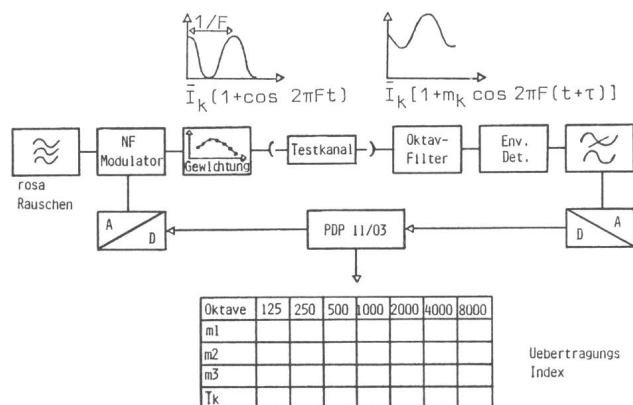 1/F
Ī_k(1+cos 2πFt)
Ī_k[1+m_k cos 2πF(t+τ)]
NF Modulator
Gewichtung
Testkanal
Oktav-Filter
Env. Det.
rosa Rauschen
A D
PDP 11/03
D A
Oktave 125 250 500 1000 2000 4000 8000
m1
m2
m3
Tk
Uebertragungs
Index